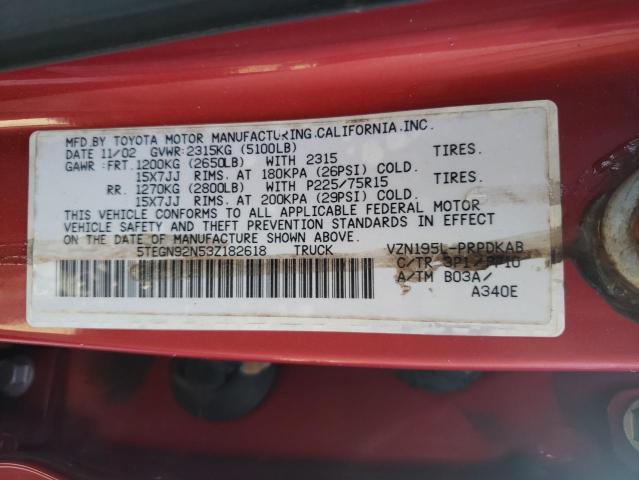 MFD.BY TOYOTA MOTOR MANUFACTURING.CALIFORNIA.INC.
DATE 11/02 GVWR:2315KG (5100LB)
GAWR:FRT.1200KG (2650LB) WITH 2315 TIRES.
15X7JJ RIMS. AT 180KPA (26PSI) COLD.
RR. 1270KG (2800LB) WITH P225/75R15 TIRES.
15X7JJ RIMS. AT 200KPA (29PSI) COLD.
THIS VEHICLE CONFORMS TO ALL APPLICABLE FEDERAL MOTOR
VEHICLE SAFETY AND THEFT PREVENTION STANDARDS IN EFFECT
ON THE DATE OF MANUFACTURE SHOWN ABOVE.
5TEGN92N53Z182618 TRUCK VZN195L-PRPDKAB
C/TR 3P1/
A/TM B03A/
A340E